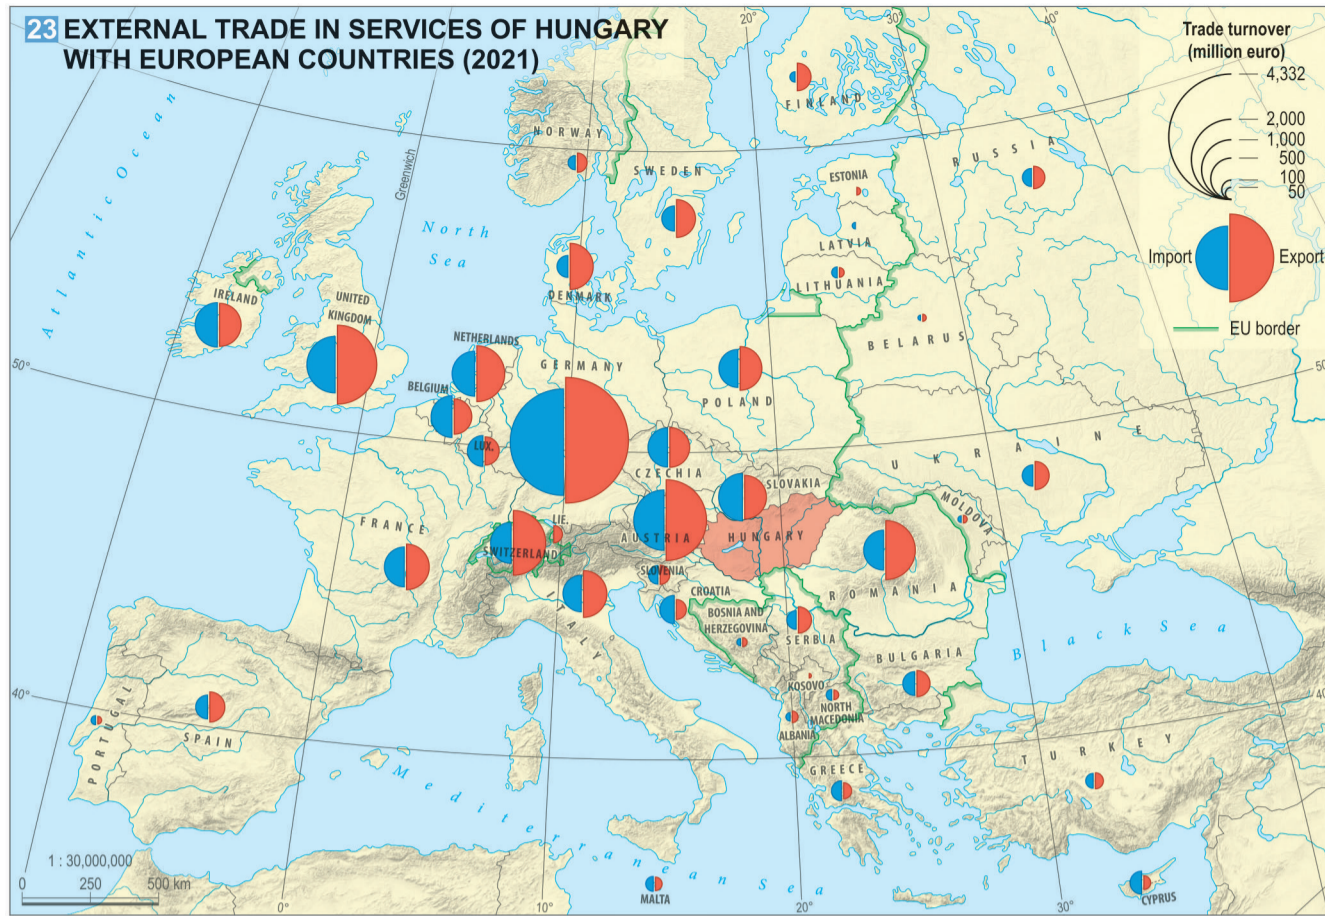 23 EXTERNAL TRADE IN SERVICES OF HUNGARY
WITH EUROPEAN COUNTRIES (2021)
20°
30°
40°
Trade turnover
(million euro)
4,332
2,000
1,000
500
100
50
Import
Export
EU border
Atlantic Ocean
Greenwich
North
Sea
FINLAND
NORWAY
SWEDEN
RUSSIA
ESTONIA
LATVIA
LITHUANIA
DENMARK
BELARUS
IRELAND
UNITED
KINGDOM
NETHERLANDS
GERMANY
BELGIUM
POLAND
50°
50
LUX.
CZECHIA
UKRAINE
SLOVAKIA
MOLDOVA
FRANCE
LIE.
AUSTRIA
HUNGARY
SWITZERLAND
SLOVENIA
CROATIA
ROMANIA
ITALY
BOSNIA AND
HERZEGOVINA
SERBIA
Black Sea
BULGARIA
KOSOVO
NORTH
MACEDONIA
ALBANIA
40°
40
PORTUGAL
SPAIN
GREECE
TURKEY
Mediterranean Sea
MALTA
CYPRUS
1 : 30,000,000
0 250 500 km
0°
10°
20°
30°